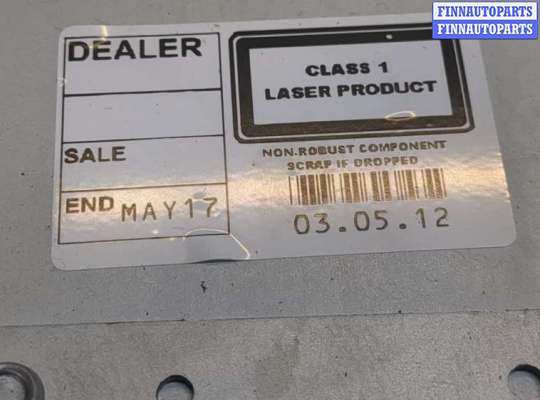 FINNAUTOPARTS
FINNAUTOPARTS
DEALER
SALE
END MAY17
CLASS 1
LASER PRODUCT
NON-ROBUST COMPONENT
SCRAP IF DROPPED
03.05.12